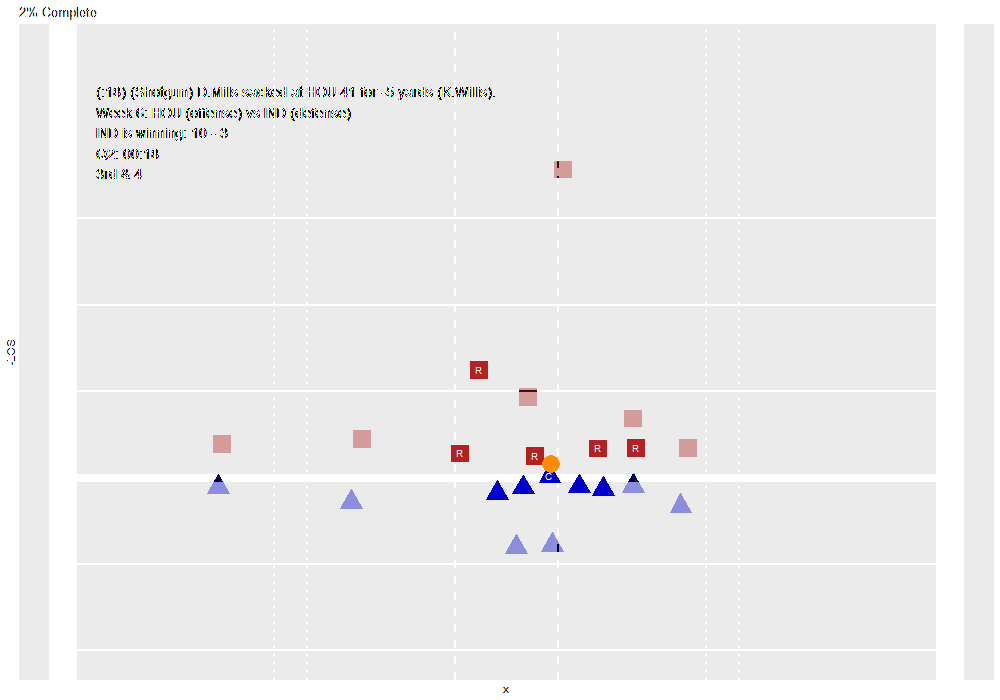 2% Complete
(:18) (Shotgun) D.Mills sacked at HOU 41 for -5 yards (K.Willis).
Week 6: HOU (offense) vs IND (defense)
IND is winning: 10 - 3
Q2: 00:18
3rd & 4
R
R
R
R
R
C
x